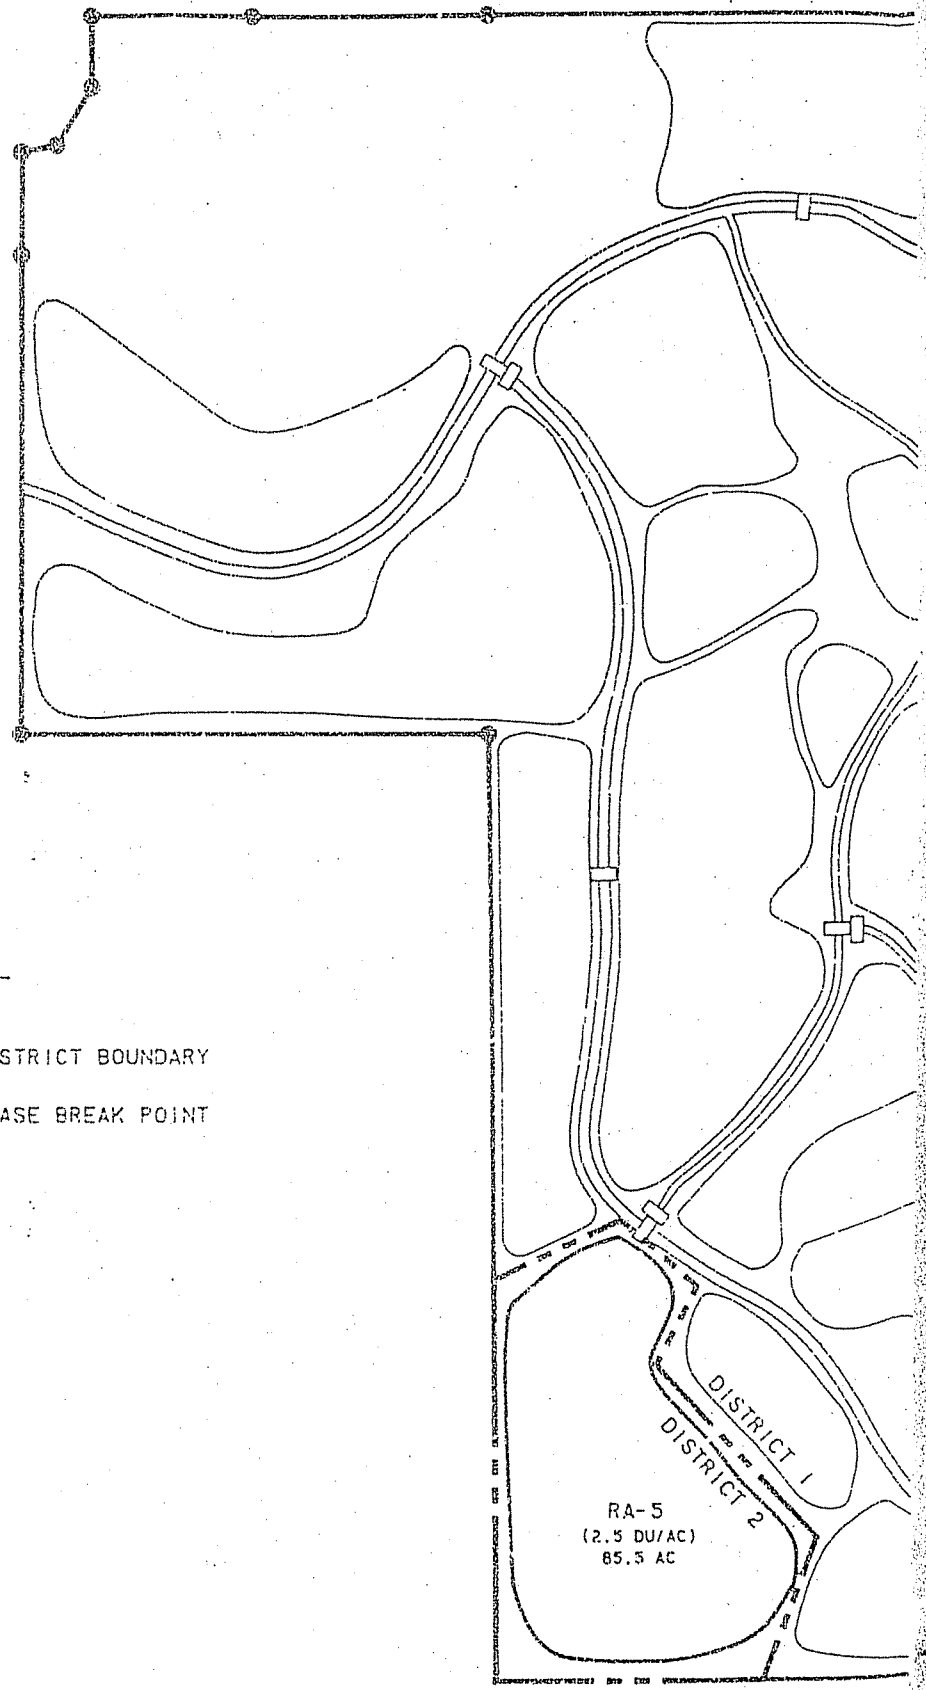 STRICT BOUNDARY
ASE BREAK POINT
DISTRICT 1
DISTRICT 2
RA-5
(2.5 DU/AC)
85.5 AC